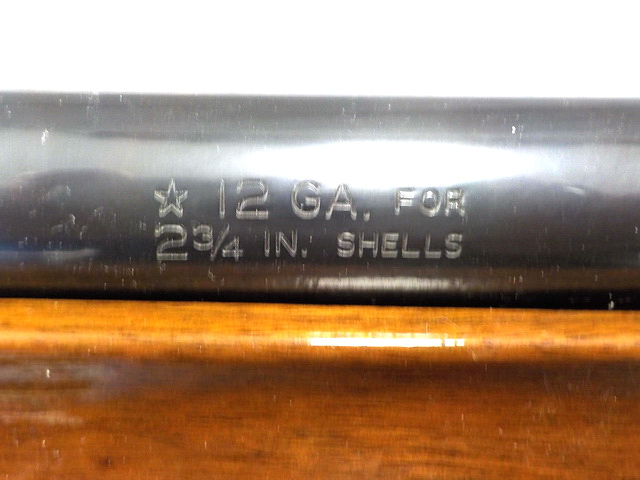 ☆ 12 GA. FOR
2¾ IN. SHELLS